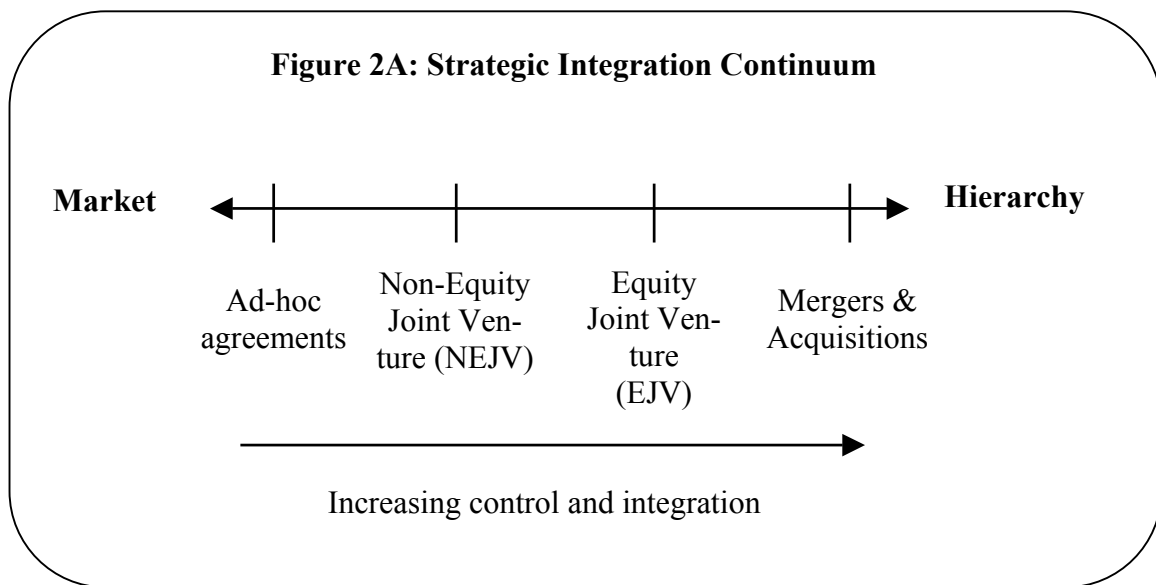 Figure 2A: Strategic Integration Continuum
Market
Hierarchy
Ad-hoc
agreements
Non-Equity
Joint Ven-
ture (NEJV)
Equity
Joint Ven-
ture
(EJV)
Mergers &
Acquisitions
Increasing control and integration